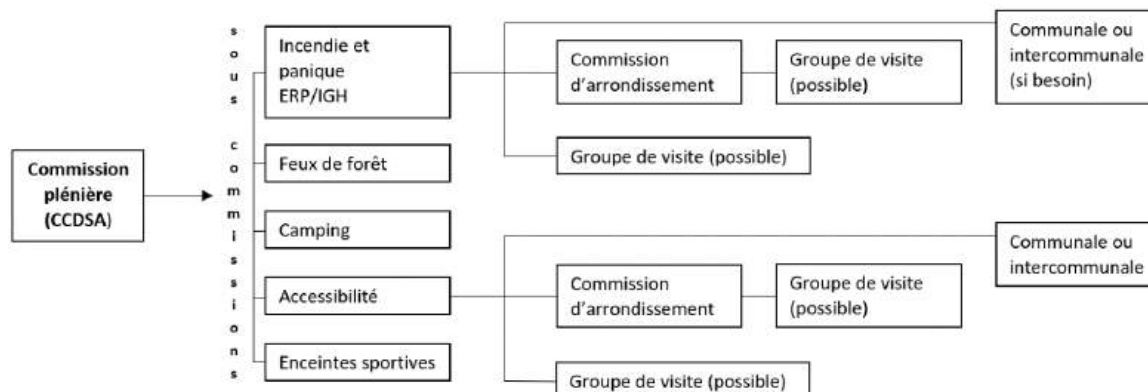 Commission
plénière
(CCDSA)
sous commissions
Incendie et
panique
ERP/IGH
Feux de forêt
Camping
Accessibilité
Enceintes sportives
Commission
d'arrondissement
Groupe de visite
(possible)
Communale ou
intercommunale
(si besoin)
Groupe de visite (possible)
Commission
d'arrondissement
Groupe de visite
(possible)
Communale ou
intercommunale
Groupe de visite (possible)